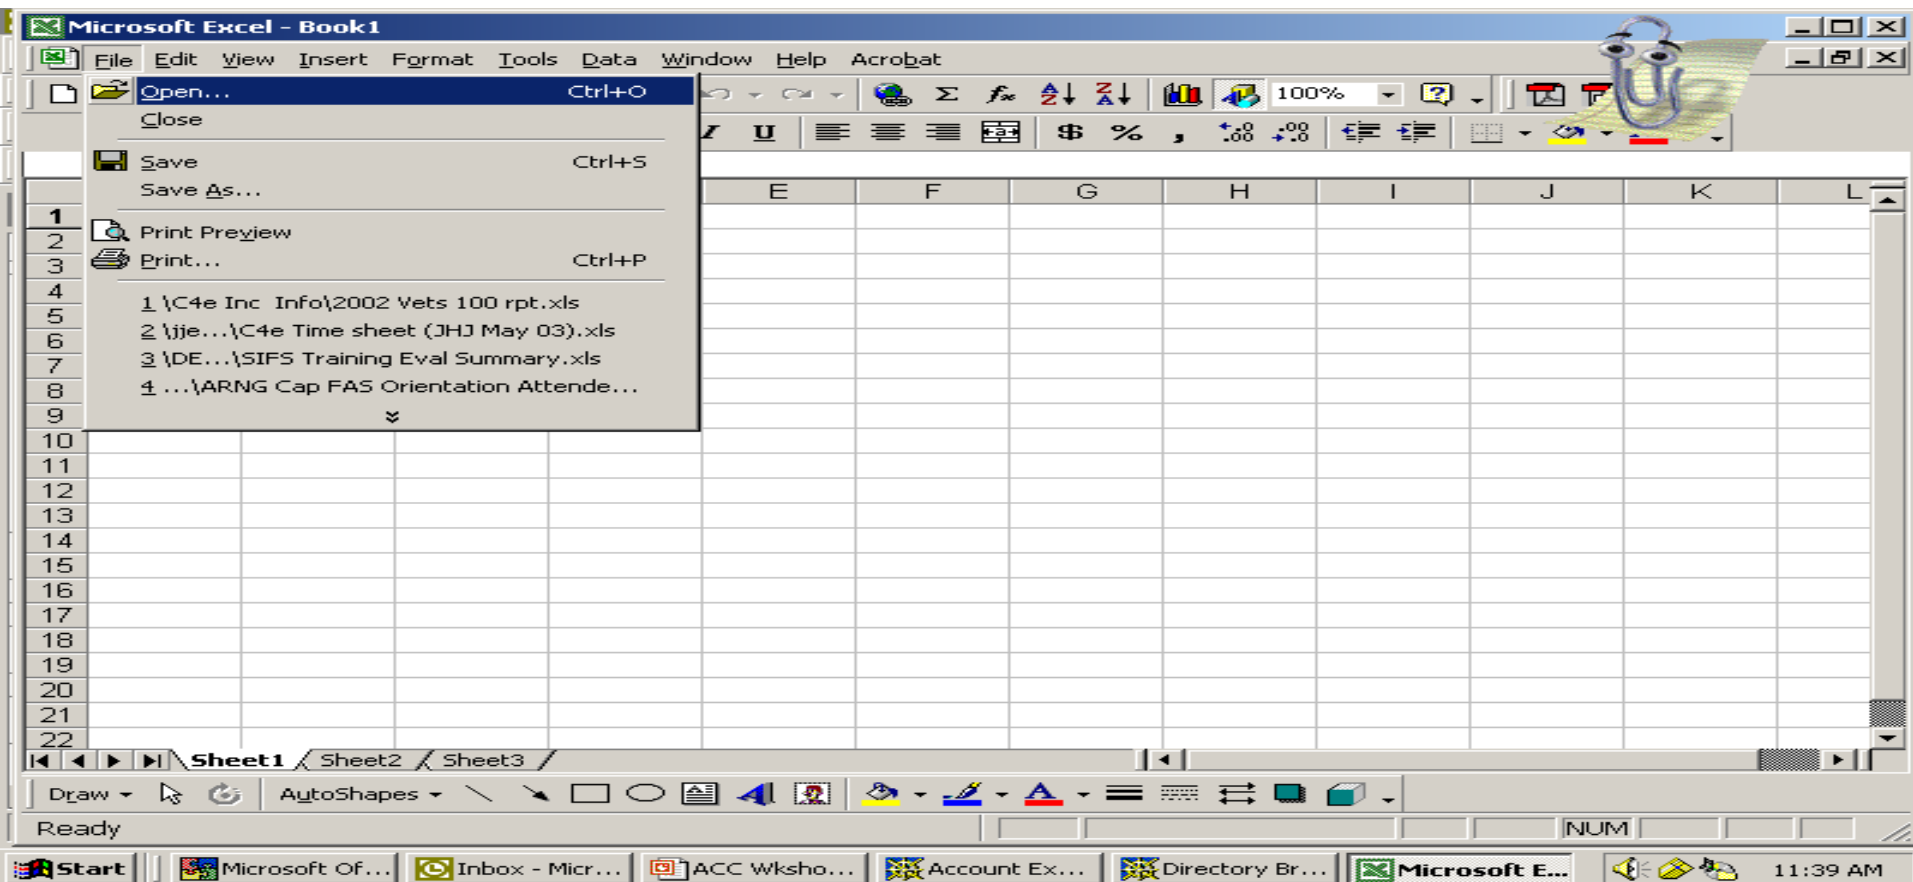 Microsoft Excel - Book1
File Edit View Insert Format Tools Data Window Help Acrobat
Open... Ctrl+O
100%
Close
I U $ % ,
Save Ctrl+S
Save As...
E F G H I J K L
Print Preview
Print... Ctrl+P
1 \C4e Inc Info\2002 Vets 100 rpt.xls
2 \jje...\C4e Time sheet (JHJ May 03).xls
3 \DE...\SIFS Training Eval Summary.xls
4 ...\ARNG Cap FAS Orientation Attende...
1
2
3
4
5
6
7
8
9
10
11
12
13
14
15
16
17
18
19
20
21
22
Sheet1 Sheet2 Sheet3
Draw AutoShapes
Ready NUM
Start Microsoft Of... Inbox - Micr... ACC Wksho... Account Ex... Directory Br... Microsoft E... 11:39 AM